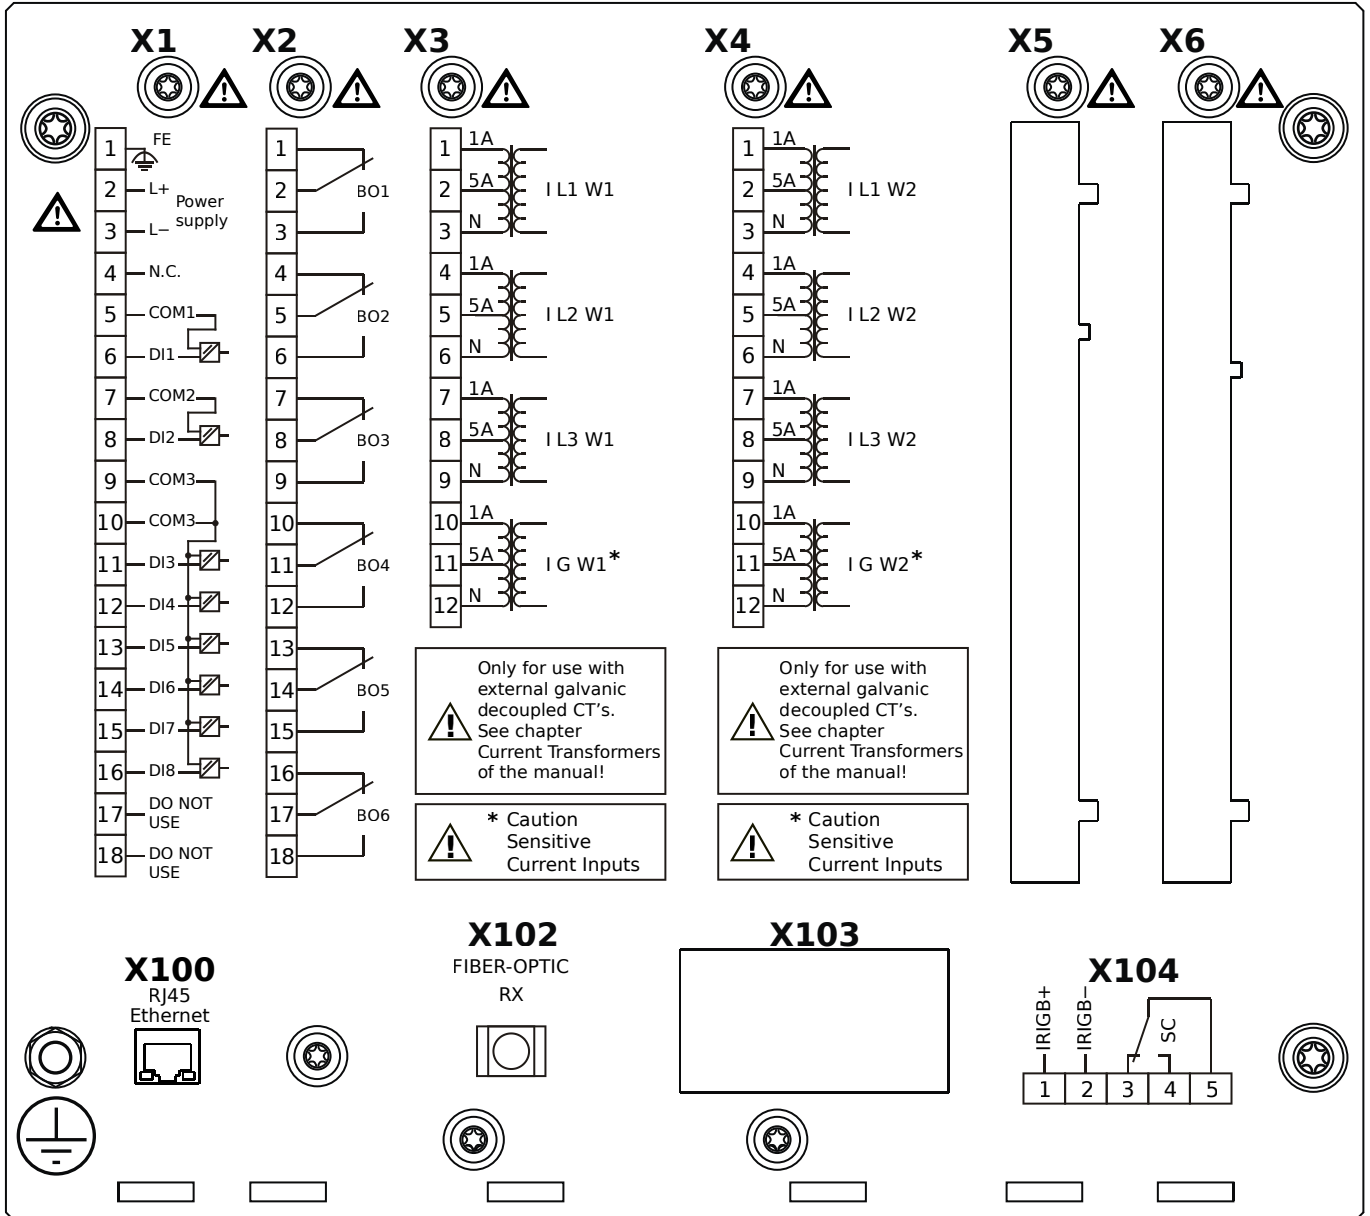 X1 X2 X3 X4 X5 X6
1 FE
2 L+
Power
supply
3 L−
4 N.C.
5 COM1
6 DI1
7 COM2
8 DI2
9 COM3
10 COM3
11 DI3
12 DI4
13 DI5
14 DI6
15 DI7
16 DI8
17 DO NOT
USE
18 DO NOT
USE
1
2 BO1
3
4
5 BO2
6
7
8 BO3
9
10
11 BO4
12
13
14 BO5
15
16
17 BO6
18
1 1A
2 5A I L1 W1
3 N
4 1A
5 5A I L2 W1
6 N
7 1A
8 5A I L3 W1
9 N
10 1A
11 5A I G W1*
12 N
! Only for use with
external galvanic
decoupled CT's.
See chapter
Current Transformers
of the manual!
! * Caution
Sensitive
Current Inputs
1 1A
2 5A I L1 W2
3 N
4 1A
5 5A I L2 W2
6 N
7 1A
8 5A I L3 W2
9 N
10 1A
11 5A I G W2*
12 N
! Only for use with
external galvanic
decoupled CT's.
See chapter
Current Transformers
of the manual!
! * Caution
Sensitive
Current Inputs
X100
RJ45
Ethernet
X102
FIBER-OPTIC
RX
X103
X104
IRIGB+
IRIGB−
SC
1 2 3 4 5